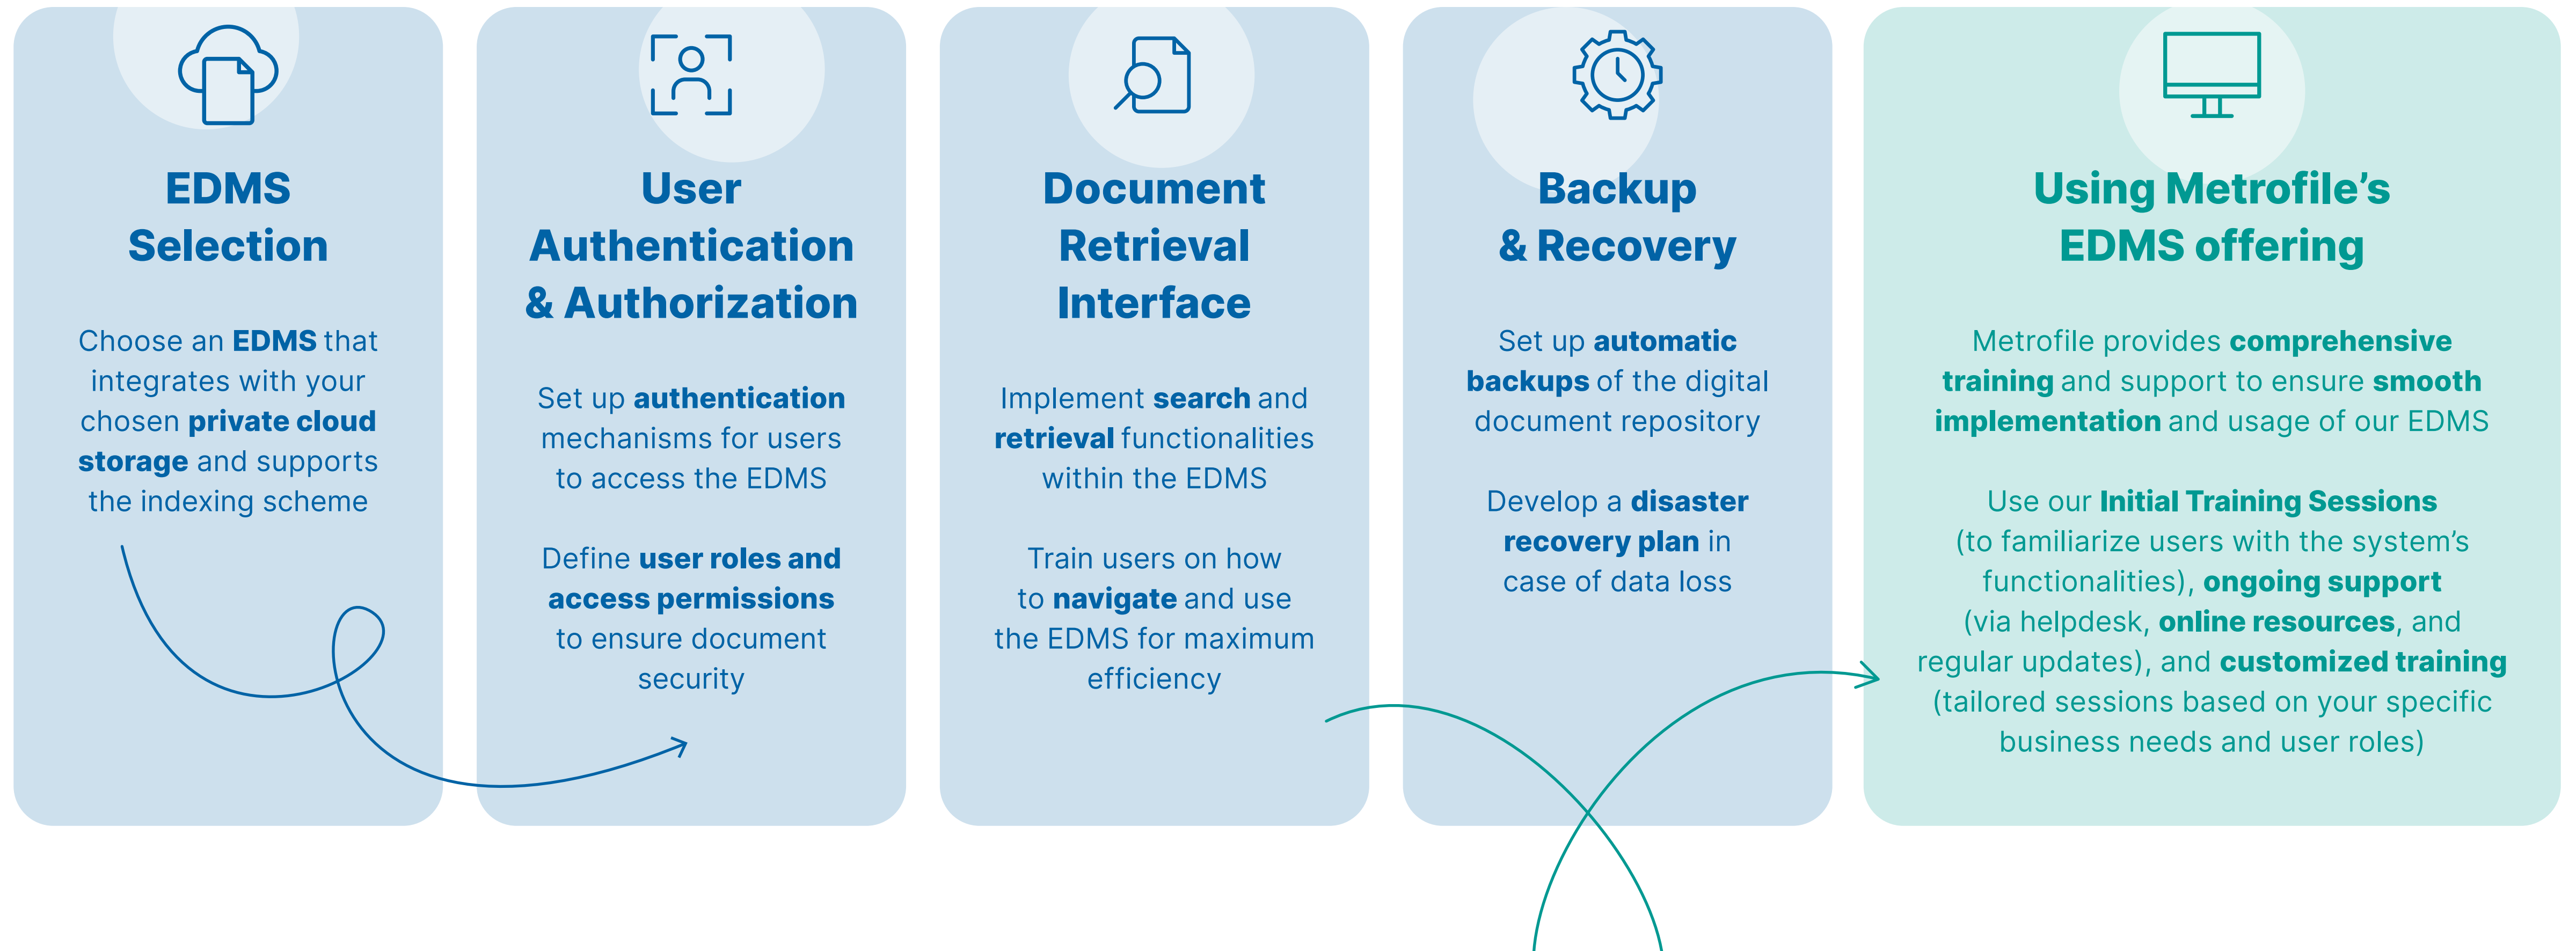 EDMS
Selection
Choose an EDMS that
integrates with your
chosen private cloud
storage and supports
the indexing scheme
User
Authentication
& Authorization
Set up authentication
mechanisms for users
to access the EDMS
Define user roles and
access permissions
to ensure document
security
Document
Retrieval
Interface
Implement search and
retrieval functionalities
within the EDMS
Train users on how
to navigate and use
the EDMS for maximum
efficiency
Backup
& Recovery
Set up automatic
backups of the digital
document repository
Develop a disaster
recovery plan in
case of data loss
Using Metrofile’s
EDMS offering
Metrofile provides comprehensive
training and support to ensure smooth
implementation and usage of our EDMS
Use our Initial Training Sessions
(to familiarize users with the system’s
functionalities), ongoing support
(via helpdesk, online resources, and
regular updates), and customized training
(tailored sessions based on your specific
business needs and user roles)